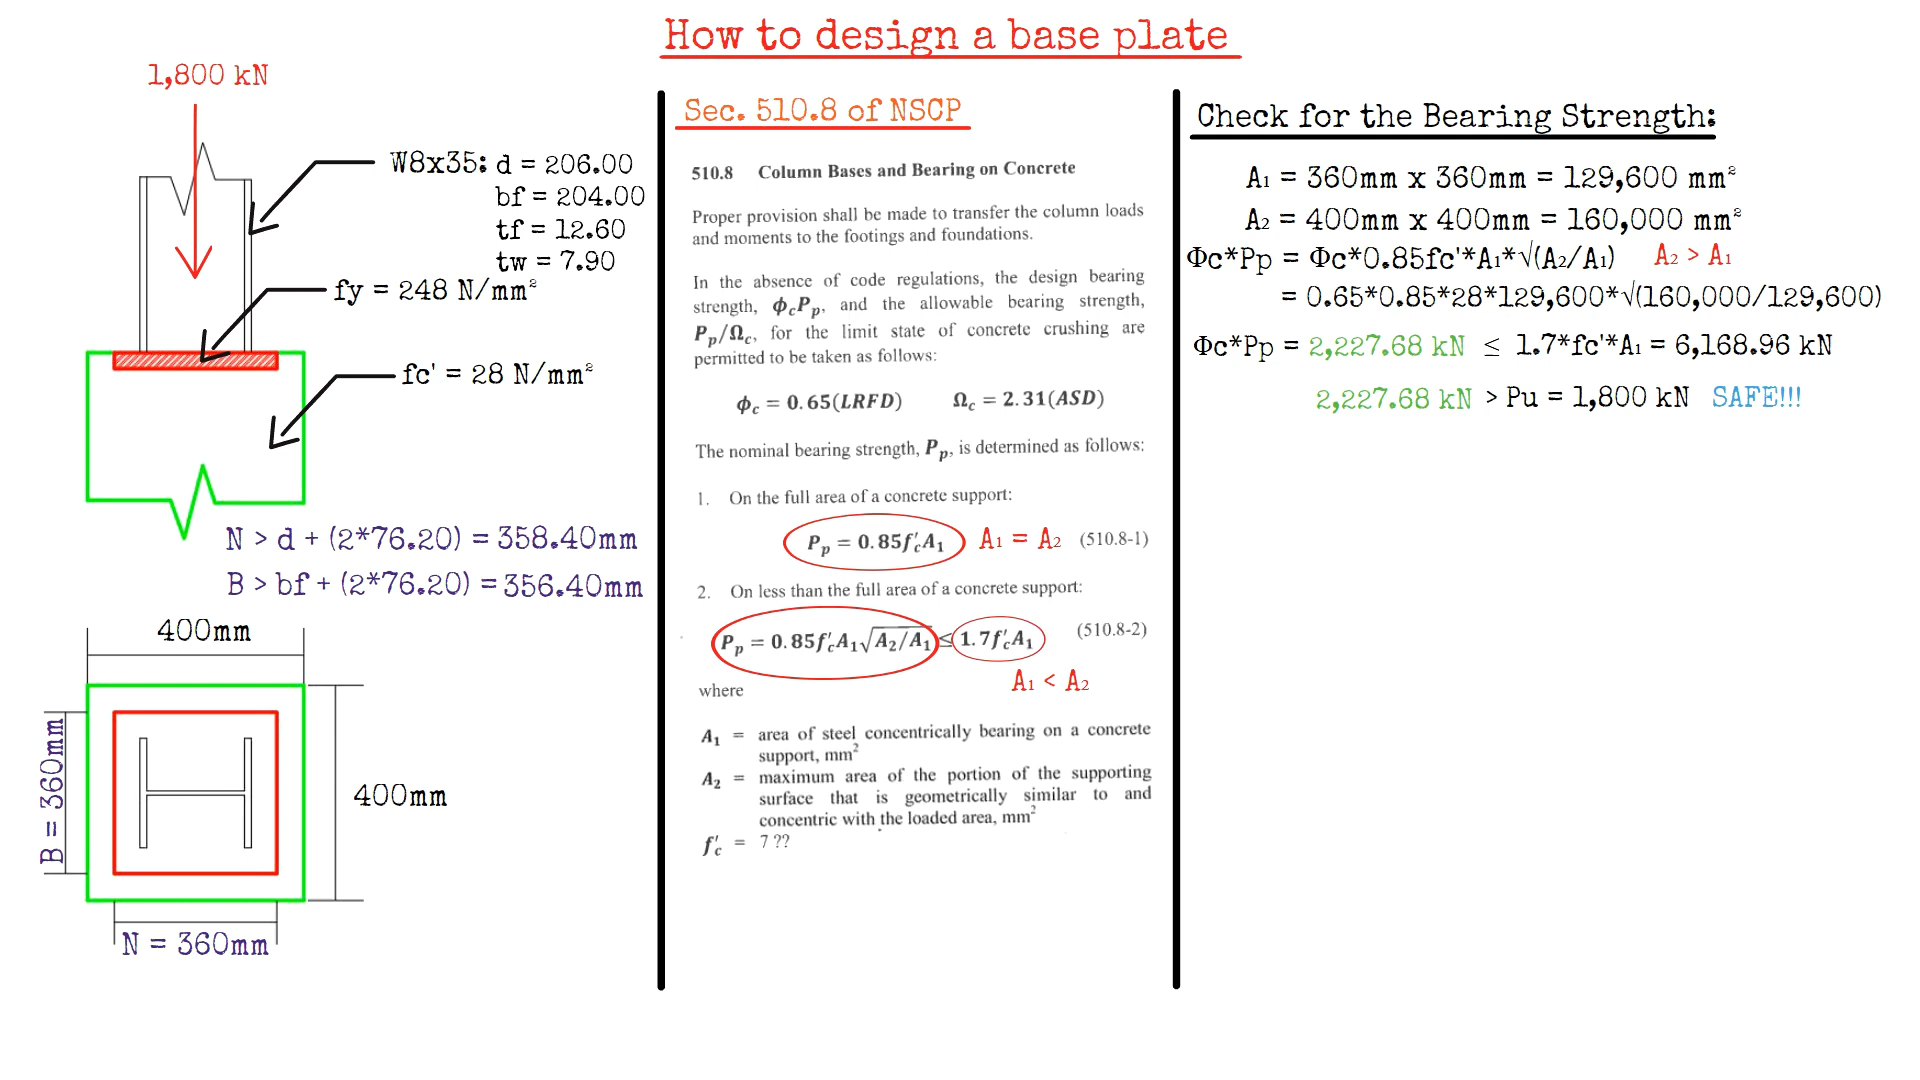 How to design a base plate
1,800 kN
W8x35: d = 206.00
bf = 204.00
tf = 12.60
tw = 7.90
fy = 248 N/mm²
fc' = 28 N/mm²
N > d + (2*76.20) = 358.40mm
B > bf + (2*76.20) = 356.40mm
400mm
B = 360mm
400mm
N = 360mm
Sec. 510.8 of NSCP
510.8 Column Bases and Bearing on Concrete
Proper provision shall be made to transfer the column loads
and moments to the footings and foundations.
In the absence of code regulations, the design bearing
strength, ϕcPp, and the allowable bearing strength,
Pp/Ωc, for the limit state of concrete crushing are
permitted to be taken as follows:
ϕc = 0.65(LRFD) Ωc = 2.31(ASD)
The nominal bearing strength, Pp, is determined as follows:
1. On the full area of a concrete support:
Pp = 0.85f'cA1 A1 = A2 (510.8-1)
2. On less than the full area of a concrete support:
Pp = 0.85f'cA1√A2/A1 ≤ 1.7f'cA1 (510.8-2)
A1 < A2
where
A1 = area of steel concentrically bearing on a concrete
support, mm²
A2 = maximum area of the portion of the supporting
surface that is geometrically similar to and
concentric with the loaded area, mm²
f'c = 7 ??
Check for the Bearing Strength:
A1 = 360mm x 360mm = 129,600 mm²
A2 = 400mm x 400mm = 160,000 mm²
Φc*Pp = Φc*0.85fc'*A1*√(A2/A1) A2 > A1
= 0.65*0.85*28*129,600*√(160,000/129,600)
Φc*Pp = 2,227.68 kN ≤ 1.7*fc'*A1 = 6,168.96 kN
2,227.68 kN > Pu = 1,800 kN SAFE!!!